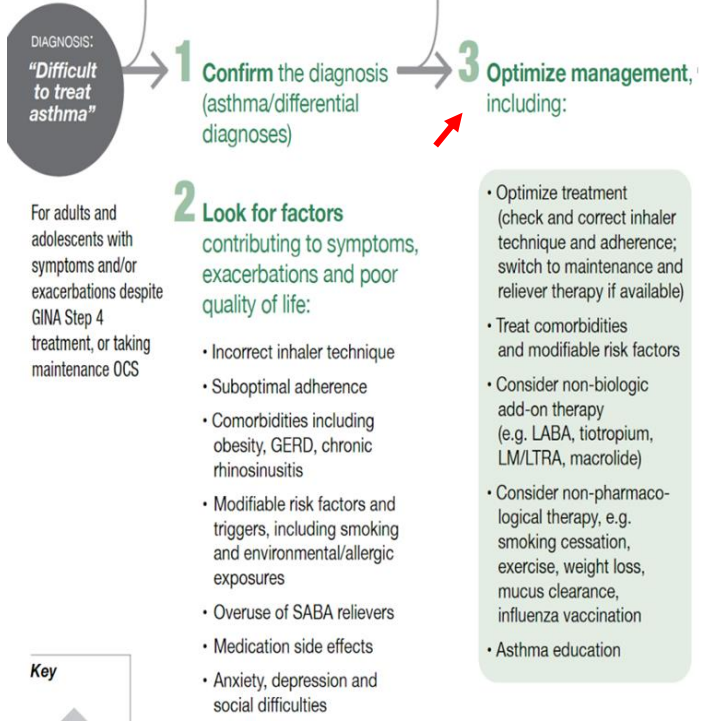 DIAGNOSIS:
"Difficult
to treat
asthma"
For adults and
adolescents with
symptoms and/or
exacerbations despite
GINA Step 4
treatment, or taking
maintenance OCS
Key
1 Confirm the diagnosis
(asthma/differential
diagnoses)
2 Look for factors
contributing to symptoms,
exacerbations and poor
quality of life:
• Incorrect inhaler technique
• Suboptimal adherence
• Comorbidities including
obesity, GERD, chronic
rhinosinusitis
• Modifiable risk factors and
triggers, including smoking
and environmental/allergic
exposures
• Overuse of SABA relievers
• Medication side effects
• Anxiety, depression and
social difficulties
3 Optimize management,
including:
• Optimize treatment
(check and correct inhaler
technique and adherence;
switch to maintenance and
reliever therapy if available)
• Treat comorbidities
and modifiable risk factors
• Consider non-biologic
add-on therapy
(e.g. LABA, tiotropium,
LM/LTRA, macrolide)
• Consider non-pharmaco-
logical therapy, e.g.
smoking cessation,
exercise, weight loss,
mucus clearance,
influenza vaccination
• Asthma education